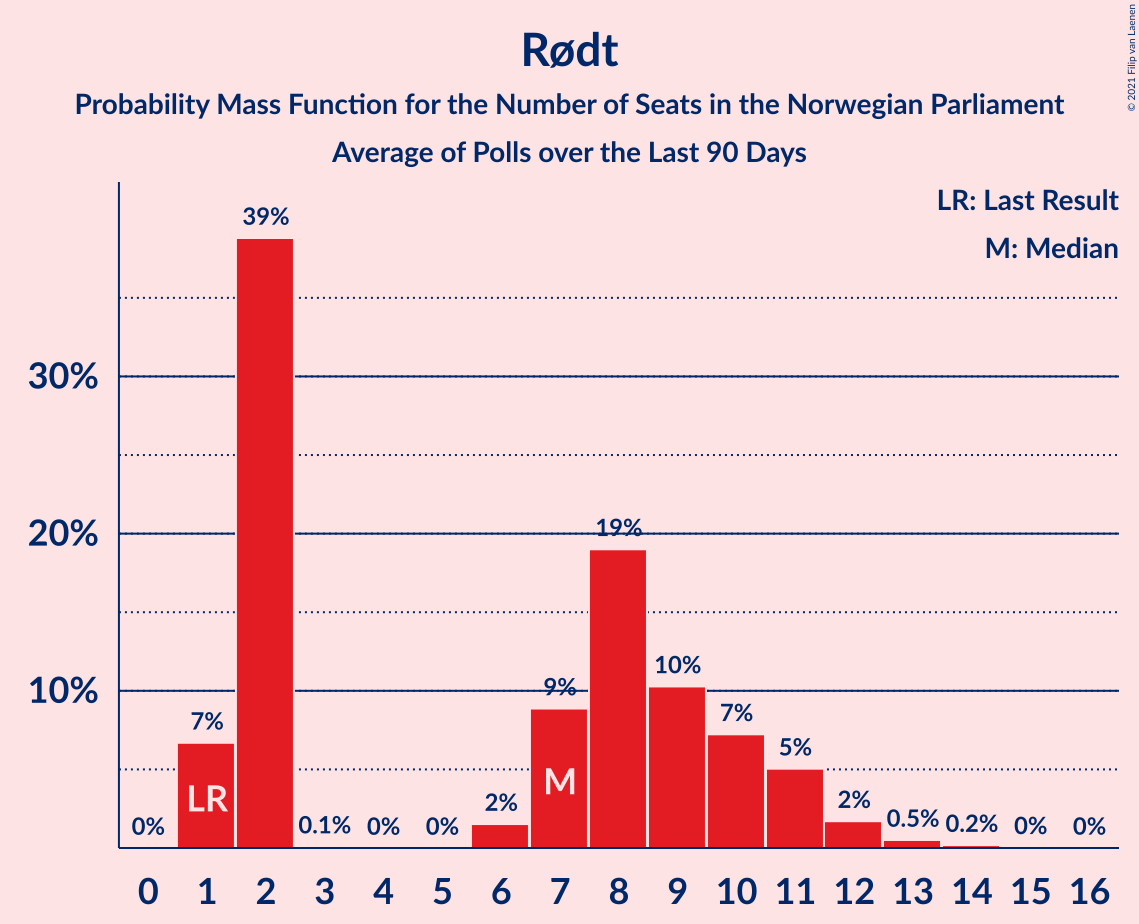 Rødt
Probability Mass Function for the Number of Seats in the Norwegian Parliament
Average of Polls over the Last 90 Days
© 2021 Filip van Laenen
LR: Last Result
M: Median
39%
30%
20%
19%
10%
10%
9%
7%
7%
5%
LR
M
0%
0.1%
0%
0%
2%
2%
0.5%
0.2%
0%
0%
0 1 2 3 4 5 6 7 8 9 10 11 12 13 14 15 16